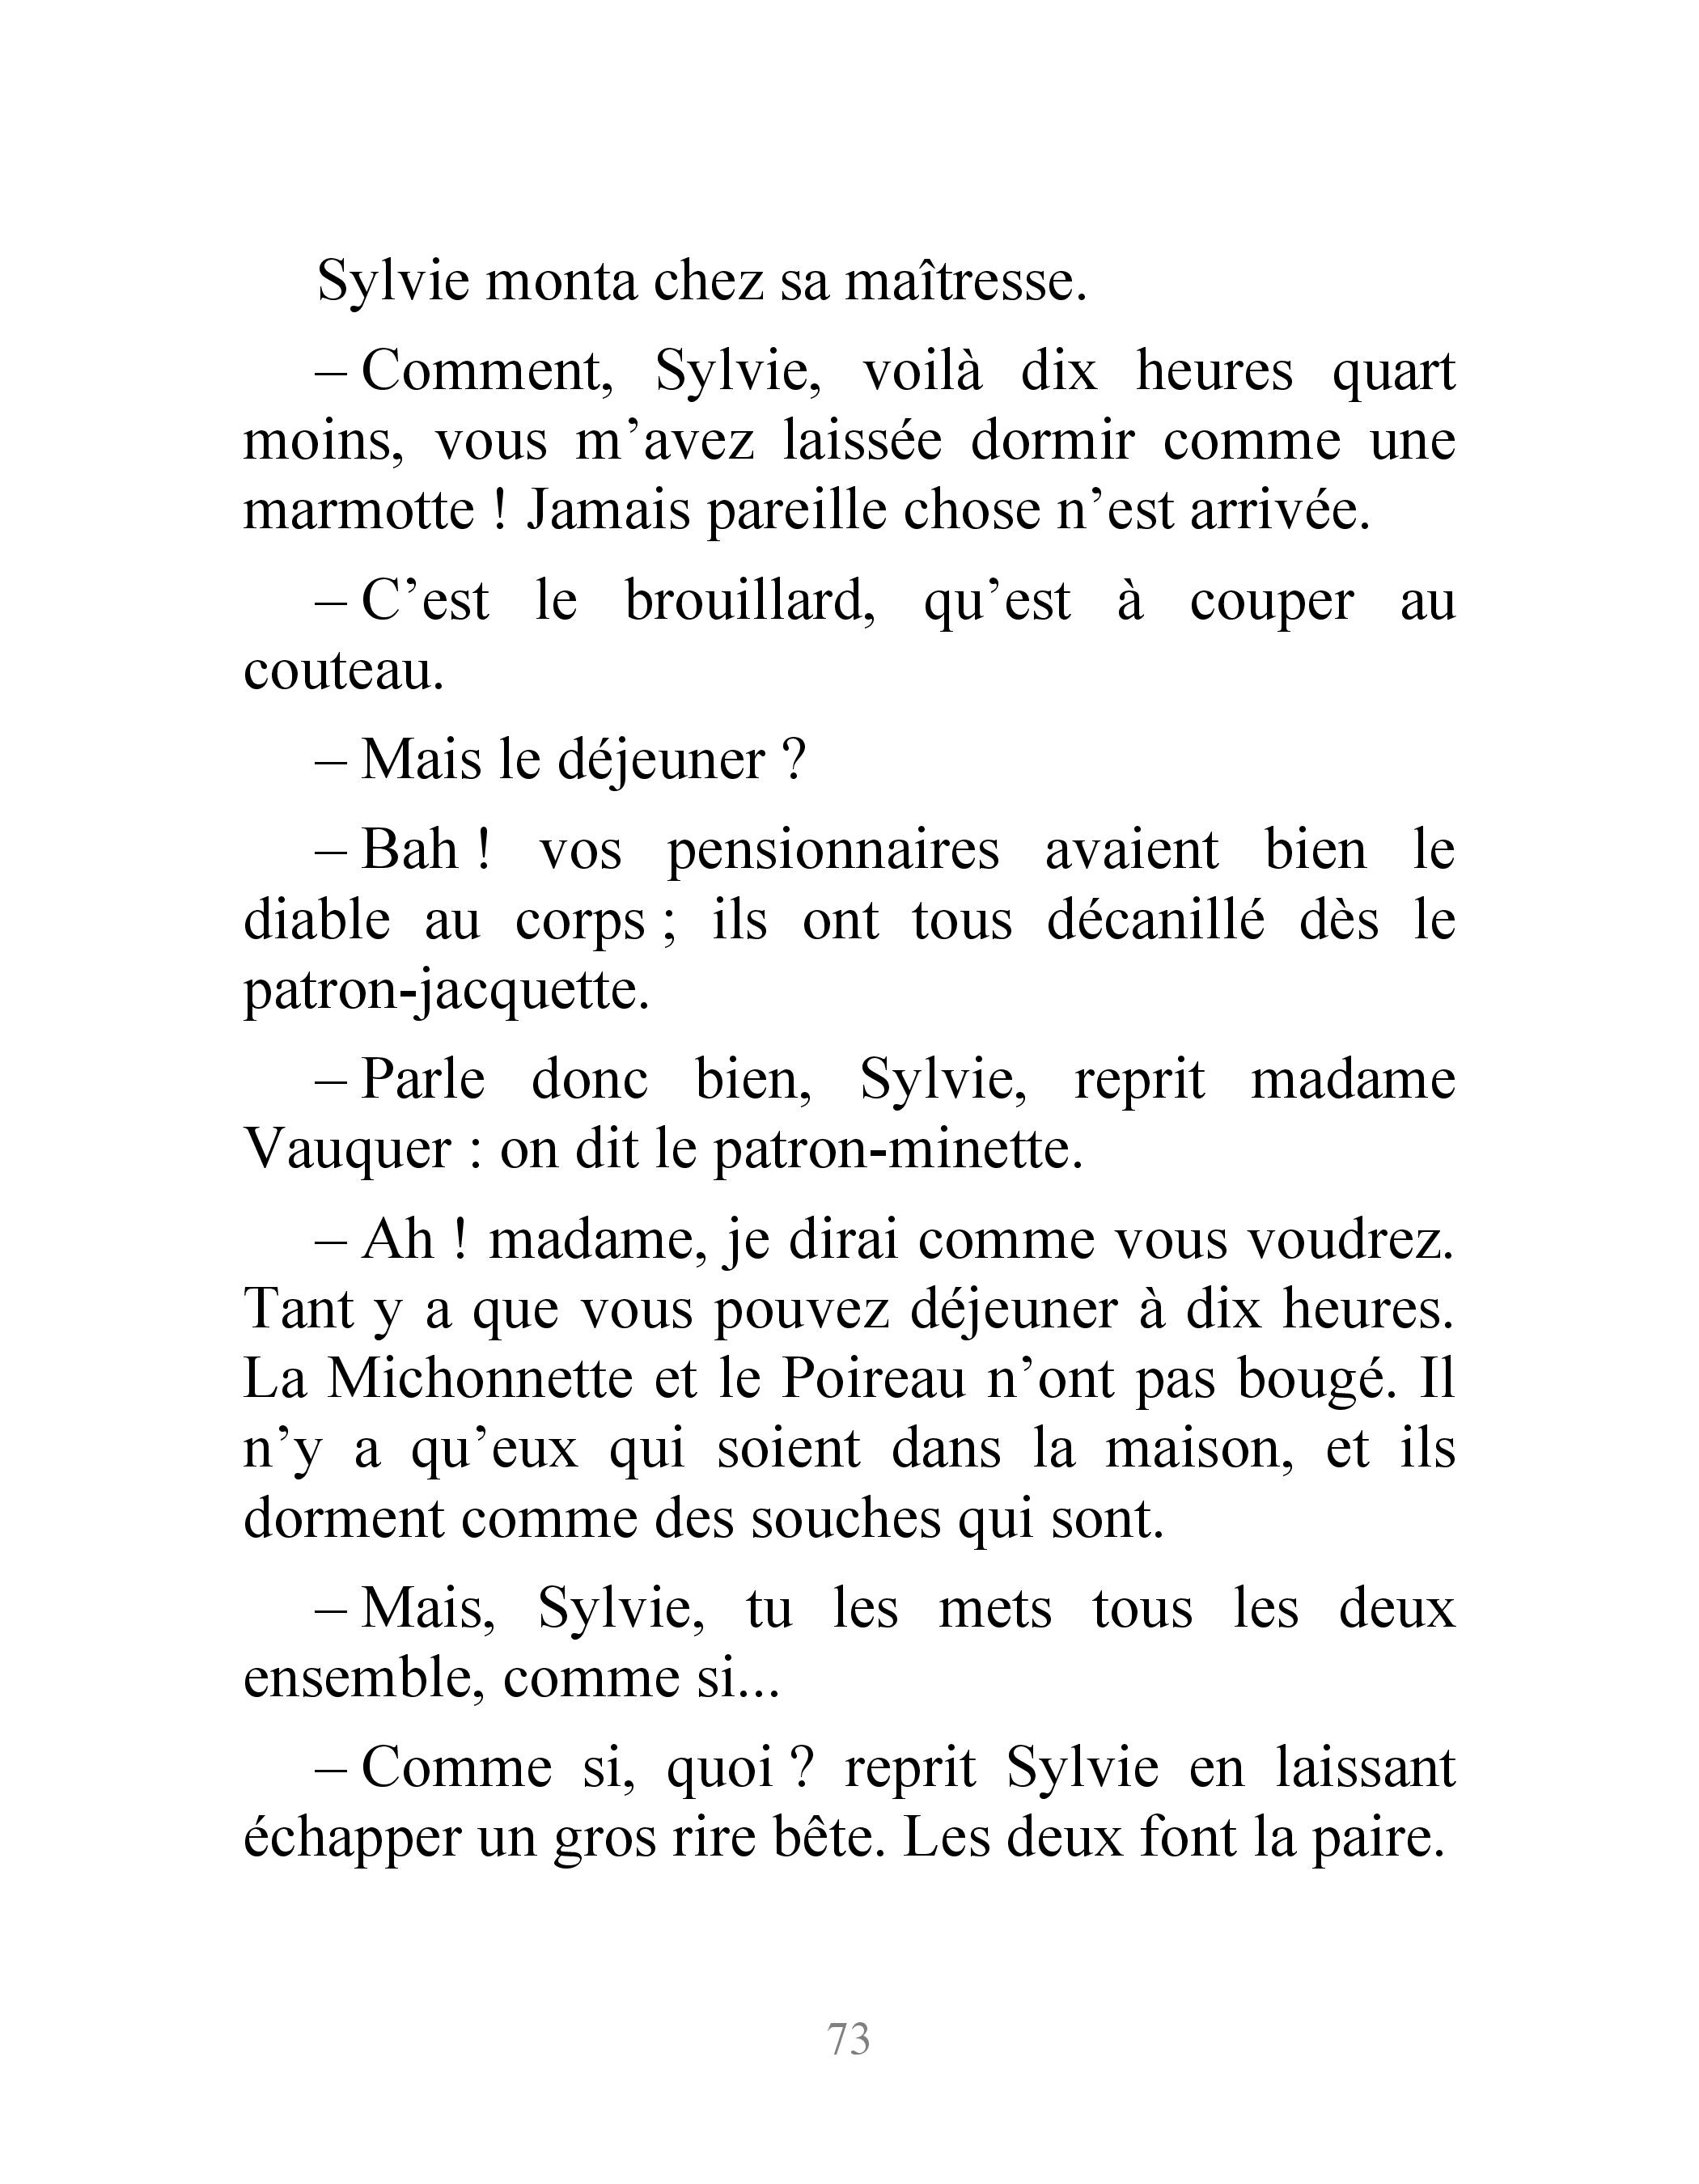 Sylvie monta chez sa maîtresse.
– Comment, Sylvie, voilà dix heures quart
moins, vous m’avez laissée dormir comme une
marmotte ! Jamais pareille chose n’est arrivée.
– C’est le brouillard, qu’est à couper au
couteau.
– Mais le déjeuner ?
– Bah ! vos pensionnaires avaient bien le
diable au corps ; ils ont tous décanillé dès le
patron-jacquette.
– Parle donc bien, Sylvie, reprit madame
Vauquer : on dit le patron-minette.
– Ah ! madame, je dirai comme vous voudrez.
Tant y a que vous pouvez déjeuner à dix heures.
La Michonnette et le Poireau n’ont pas bougé. Il
n’y a qu’eux qui soient dans la maison, et ils
dorment comme des souches qui sont.
– Mais, Sylvie, tu les mets tous les deux
ensemble, comme si...
– Comme si, quoi ? reprit Sylvie en laissant
échapper un gros rire bête. Les deux font la paire.
73